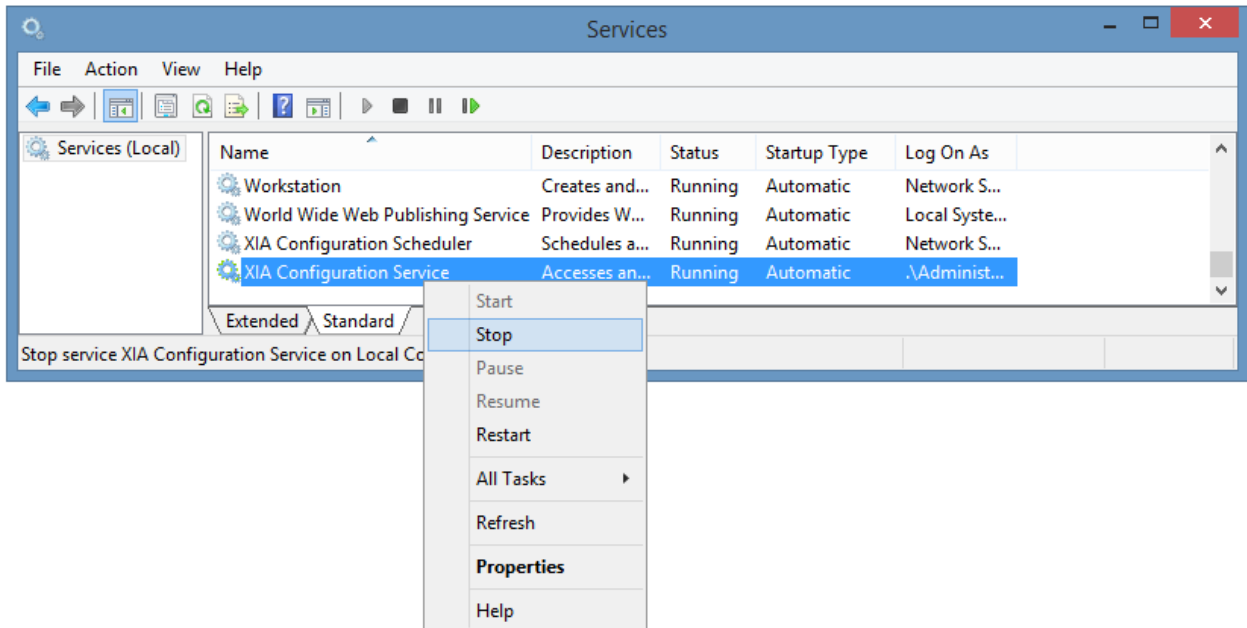 Services
File Action View Help
Services (Local)
Name Description Status Startup Type Log On As
Workstation Creates and... Running Automatic Network S...
World Wide Web Publishing Service Provides W... Running Automatic Local Syste...
XIA Configuration Scheduler Schedules a... Running Automatic Network S...
XIA Configuration Service Accesses an... Running Automatic .\Administ...
Extended Standard
Stop service XIA Configuration Service on Local Co
Start
Stop
Pause
Resume
Restart
All Tasks
Refresh
Properties
Help